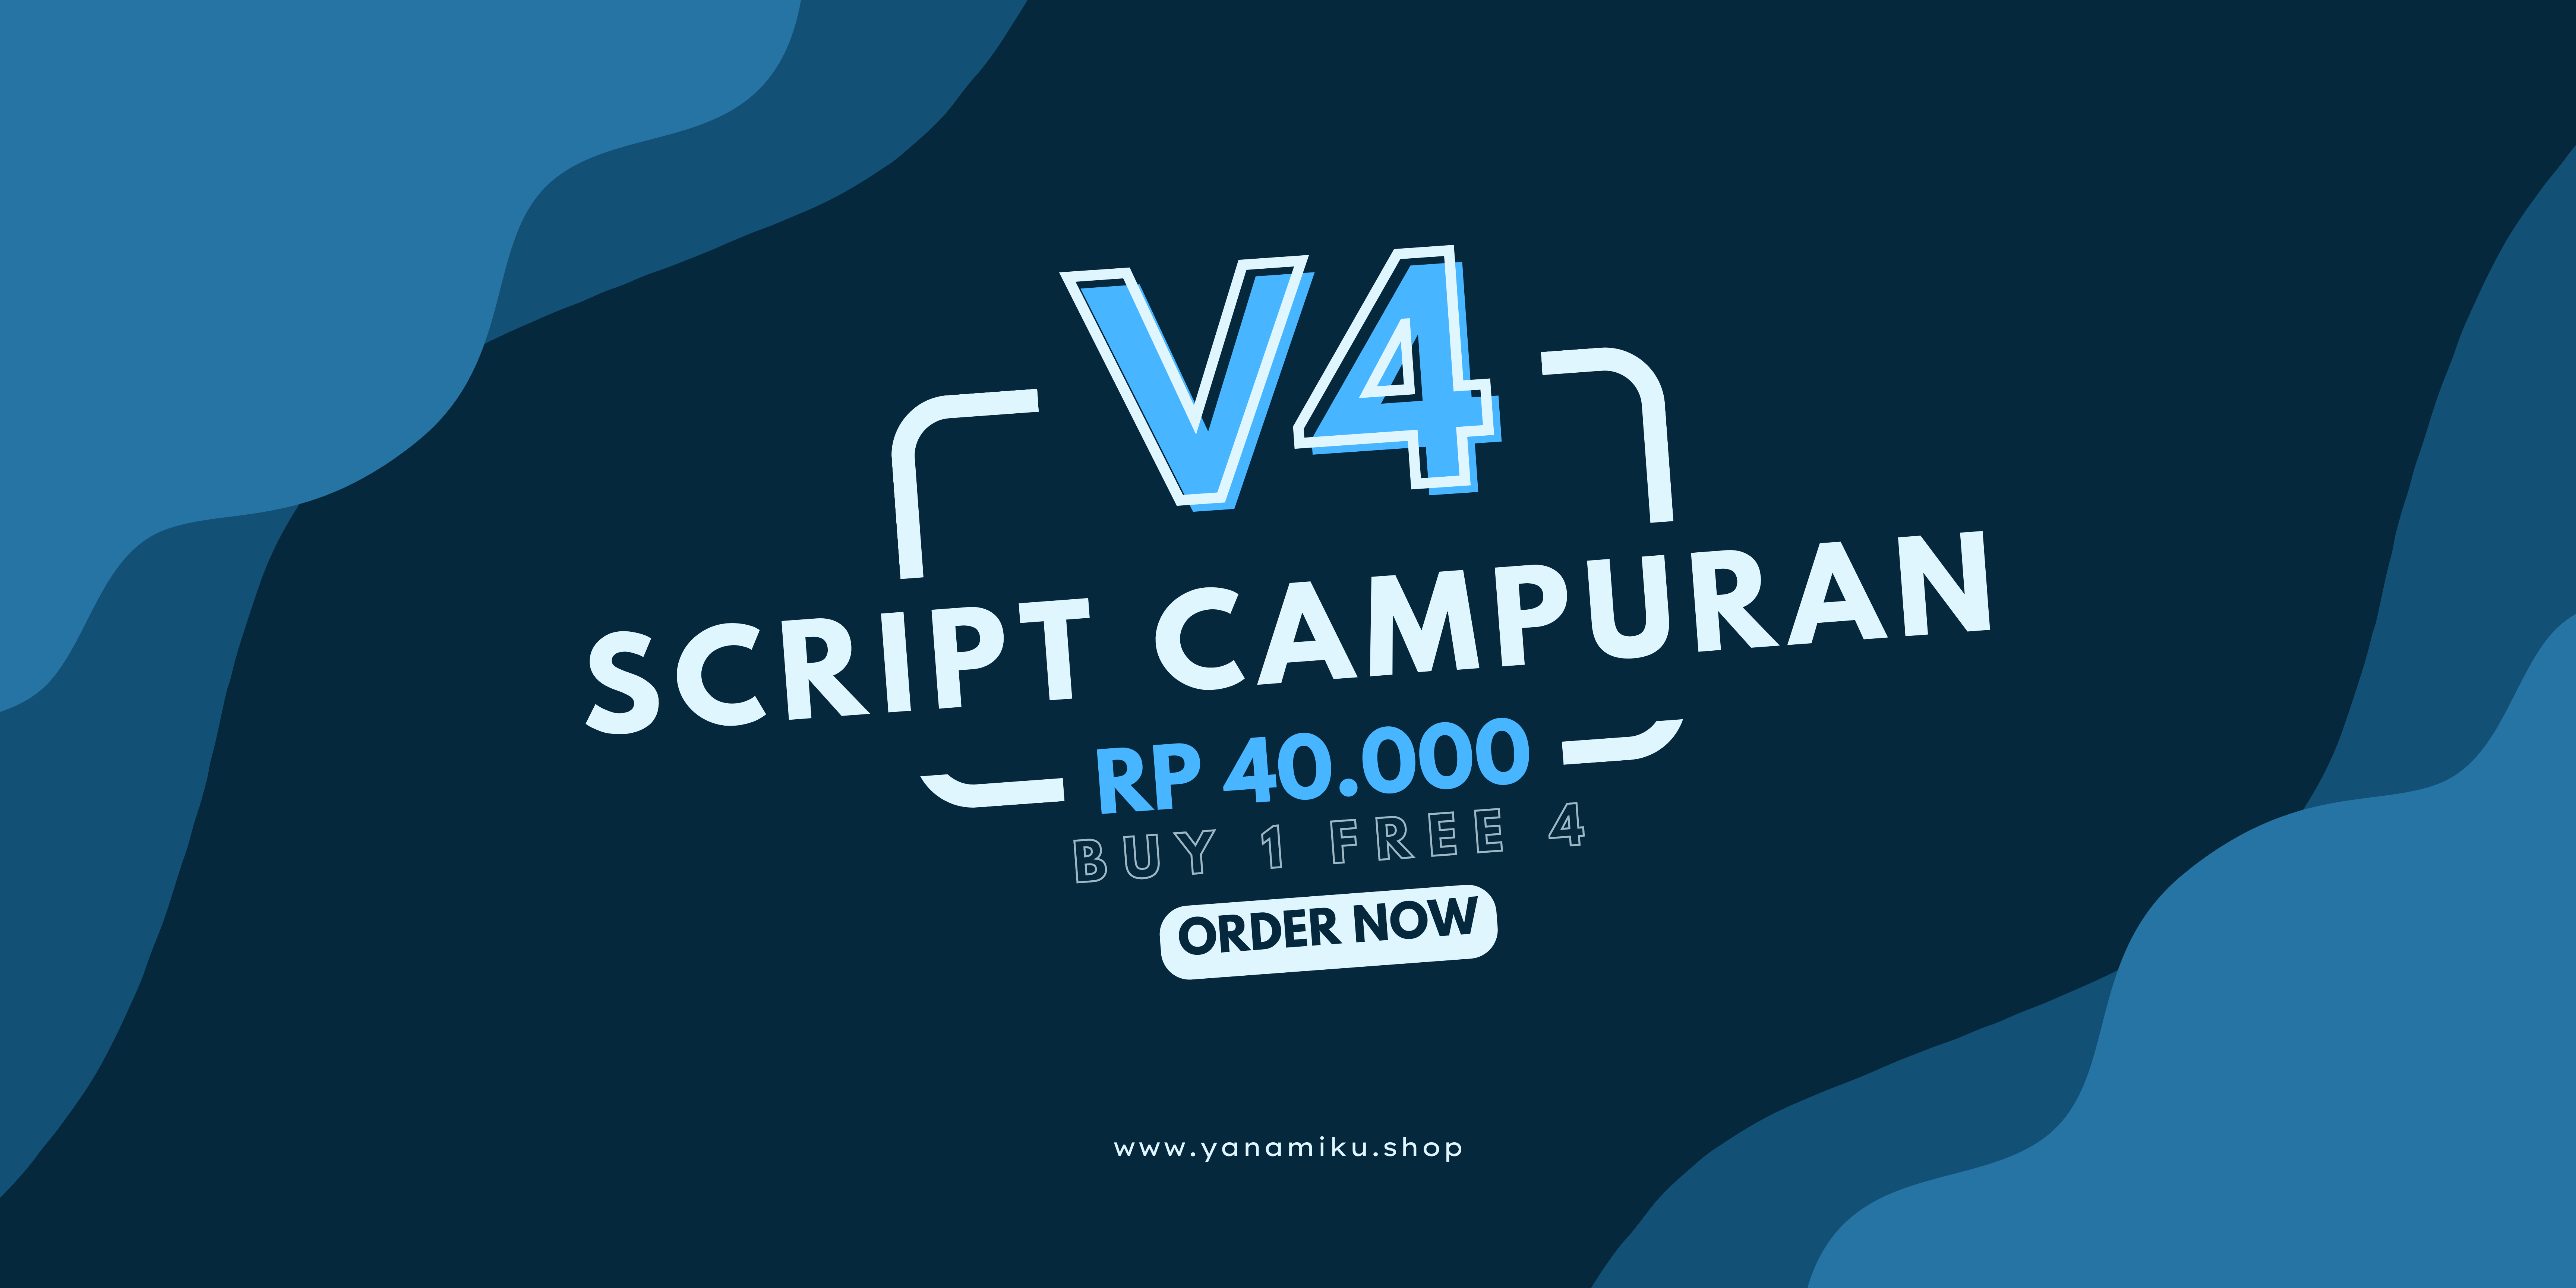 V4
SCRIPT CAMPURAN
RP 40.000
BUY 1 FREE 4
ORDER NOW
www.yanamiku.shop